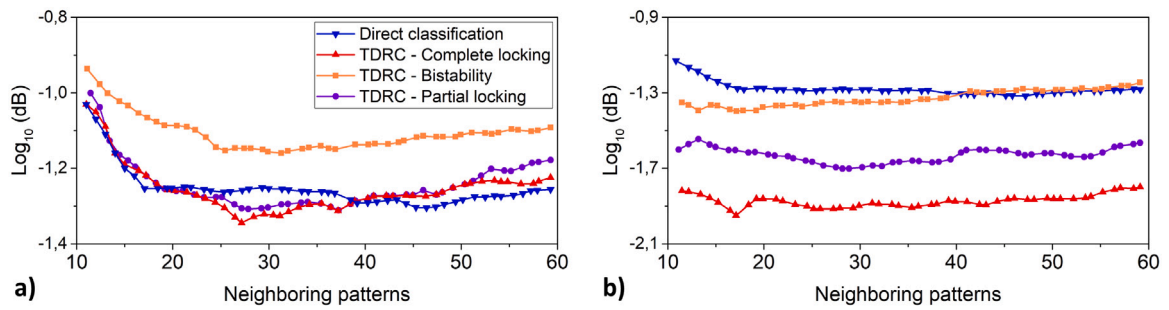 -0,8
-1,0
-1,2
-1,4
Log10 (dB)
10 20 30 40 50 60
Neighboring patterns
a)
Direct classification
TDRC - Complete locking
TDRC - Bistability
TDRC - Partial locking
-0,9
-1,3
-1,7
-2,1
Log10 (dB)
10 20 30 40 50 60
Neighboring patterns
b)